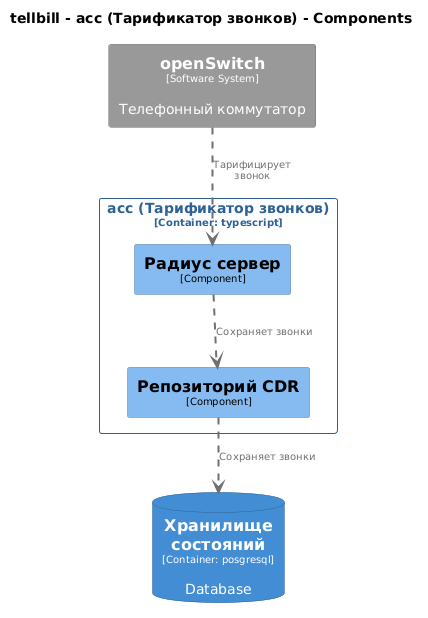 tellbill - acc (Тарификатор звонков) - Components
openSwitch
[Software System]
Телефонный коммутатор
Тарифицирует
звонок
acc (Тарификатор звонков)
[Container: typescript]
Радиус сервер
[Component]
Сохраняет звонки
Репозиторий CDR
[Component]
Сохраняет звонки
Хранилище
состояний
[Container: posgresql]
Database